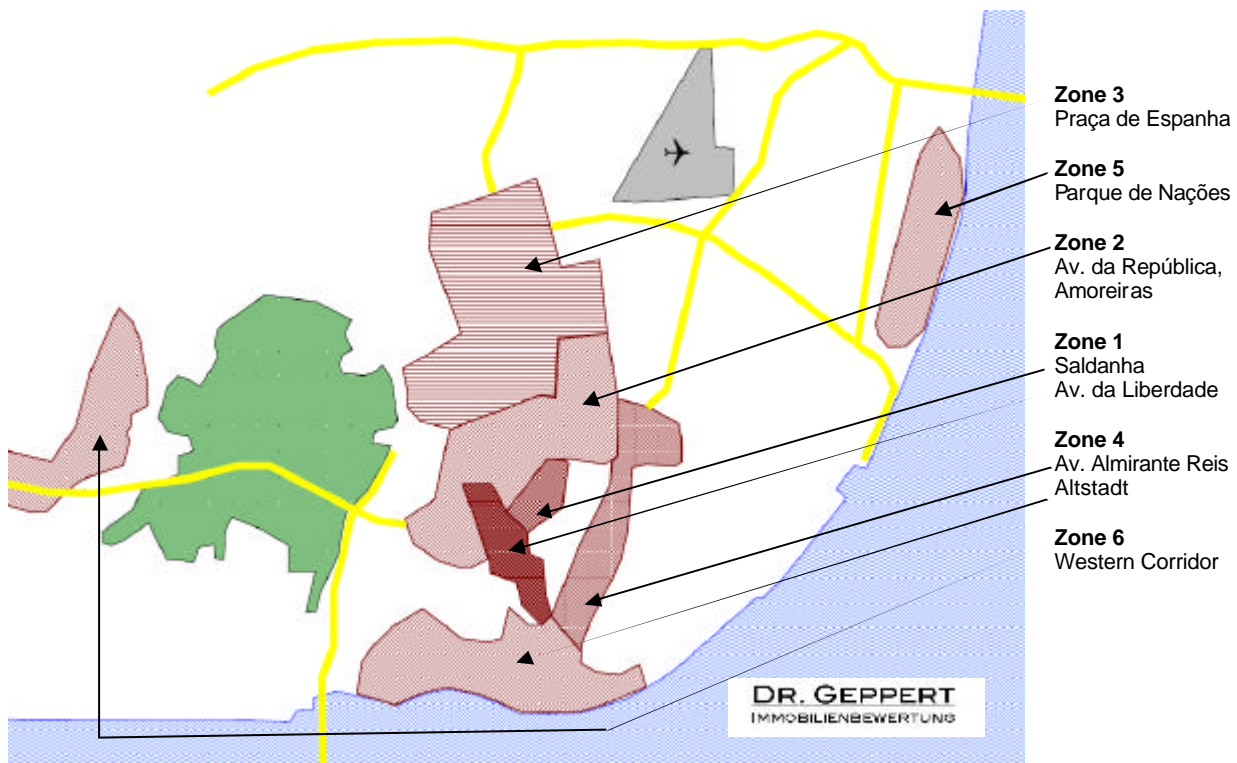 Zone 3
Praça de Espanha
Zone 5
Parque de Nações
Zone 2
Av. da República,
Amoreiras
Zone 1
Saldanha
Av. da Liberdade
Zone 4
Av. Almirante Reis
Altstadt
Zone 6
Western Corridor
DR. GEPPERT
IMMOBILIENBEWERTUNG